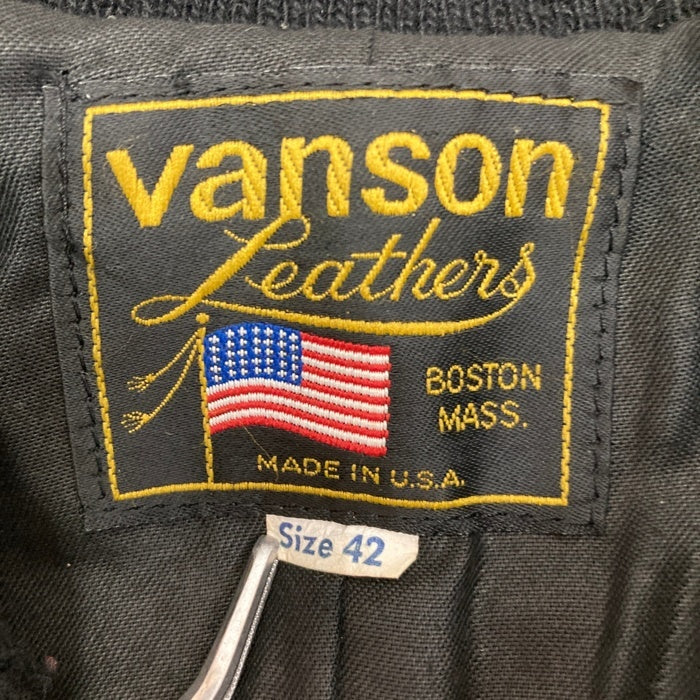 vanson
Leathers
BOSTON
MASS.
MADE IN U.S.A.
Size 42